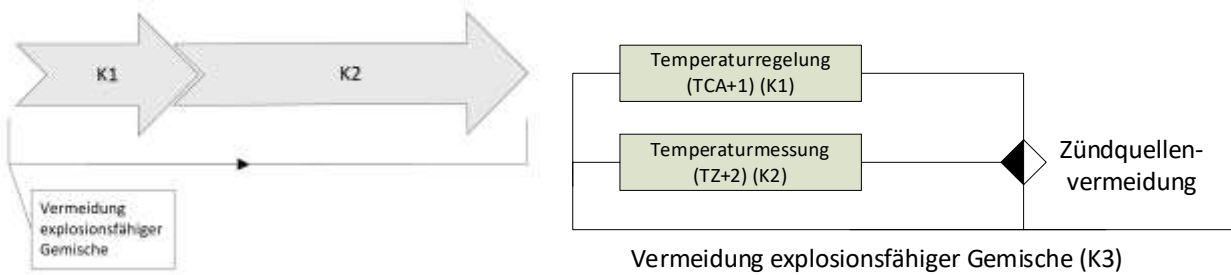 K1
K2
Vermeidung
explosionsfähiger
Gemische
Temperaturregelung
(TCA+1) (K1)
Temperaturmessung
(TZ+2) (K2)
Zündquellen-
vermeidung
Vermeidung explosionsfähiger Gemische (K3)